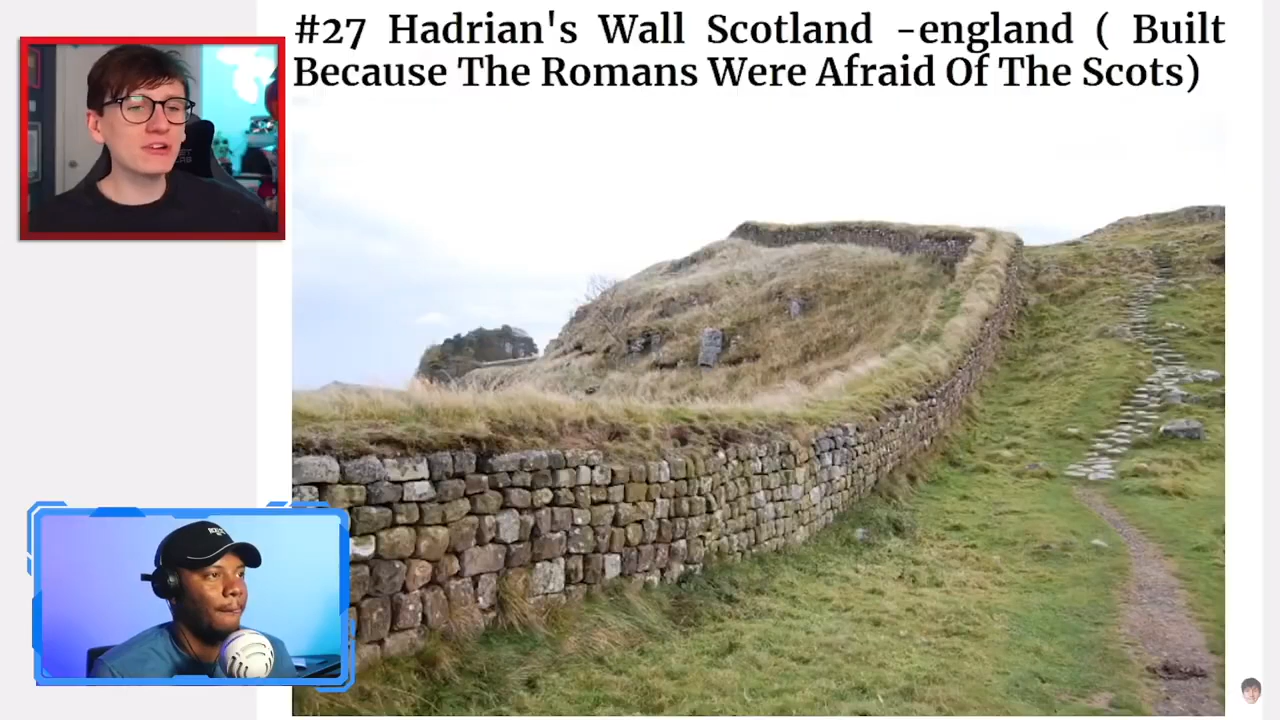 #27 Hadrian's Wall Scotland -england ( Built
Because The Romans Were Afraid Of The Scots)